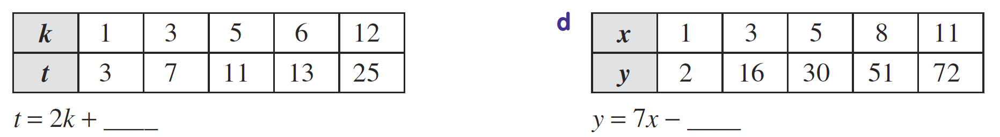 k 1 3 5 6 12
t 3 7 11 13 25
t = 2k + ____
d
x 1 3 5 8 11
y 2 16 30 51 72
y = 7x − ____